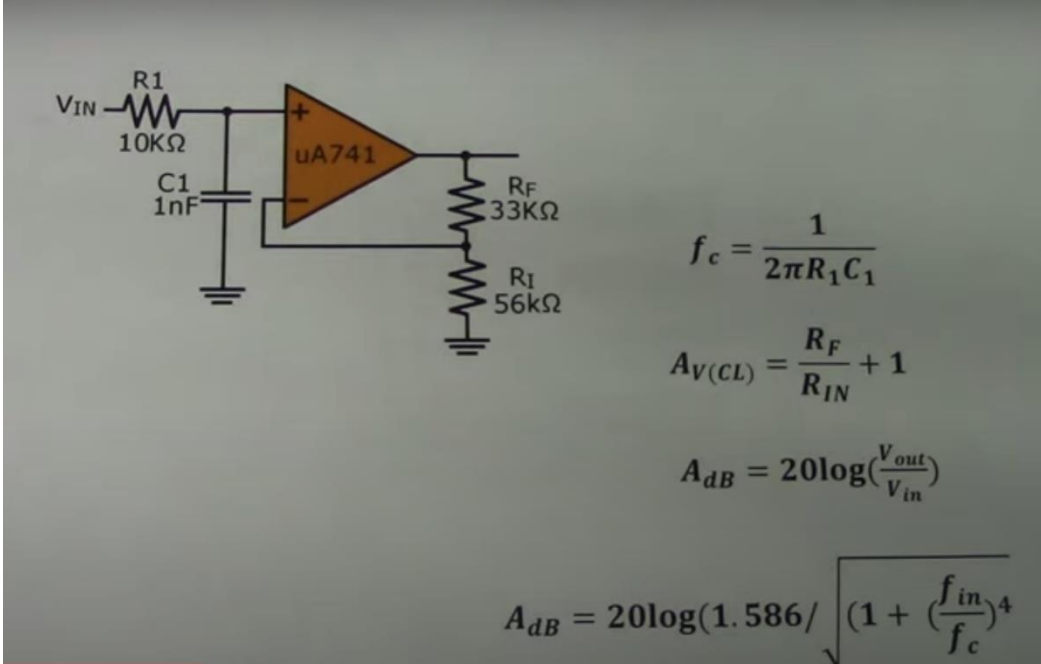 R1
VIN
10KΩ
+
uA741
C1
1nF
−
RF
33KΩ
RI
56kΩ
fc = 1 / 2πR1C1
AV(CL) = RF / RIN + 1
AdB = 20log(Vout / Vin)
AdB = 20log(1.586/ √(1 + (fin / fc)4